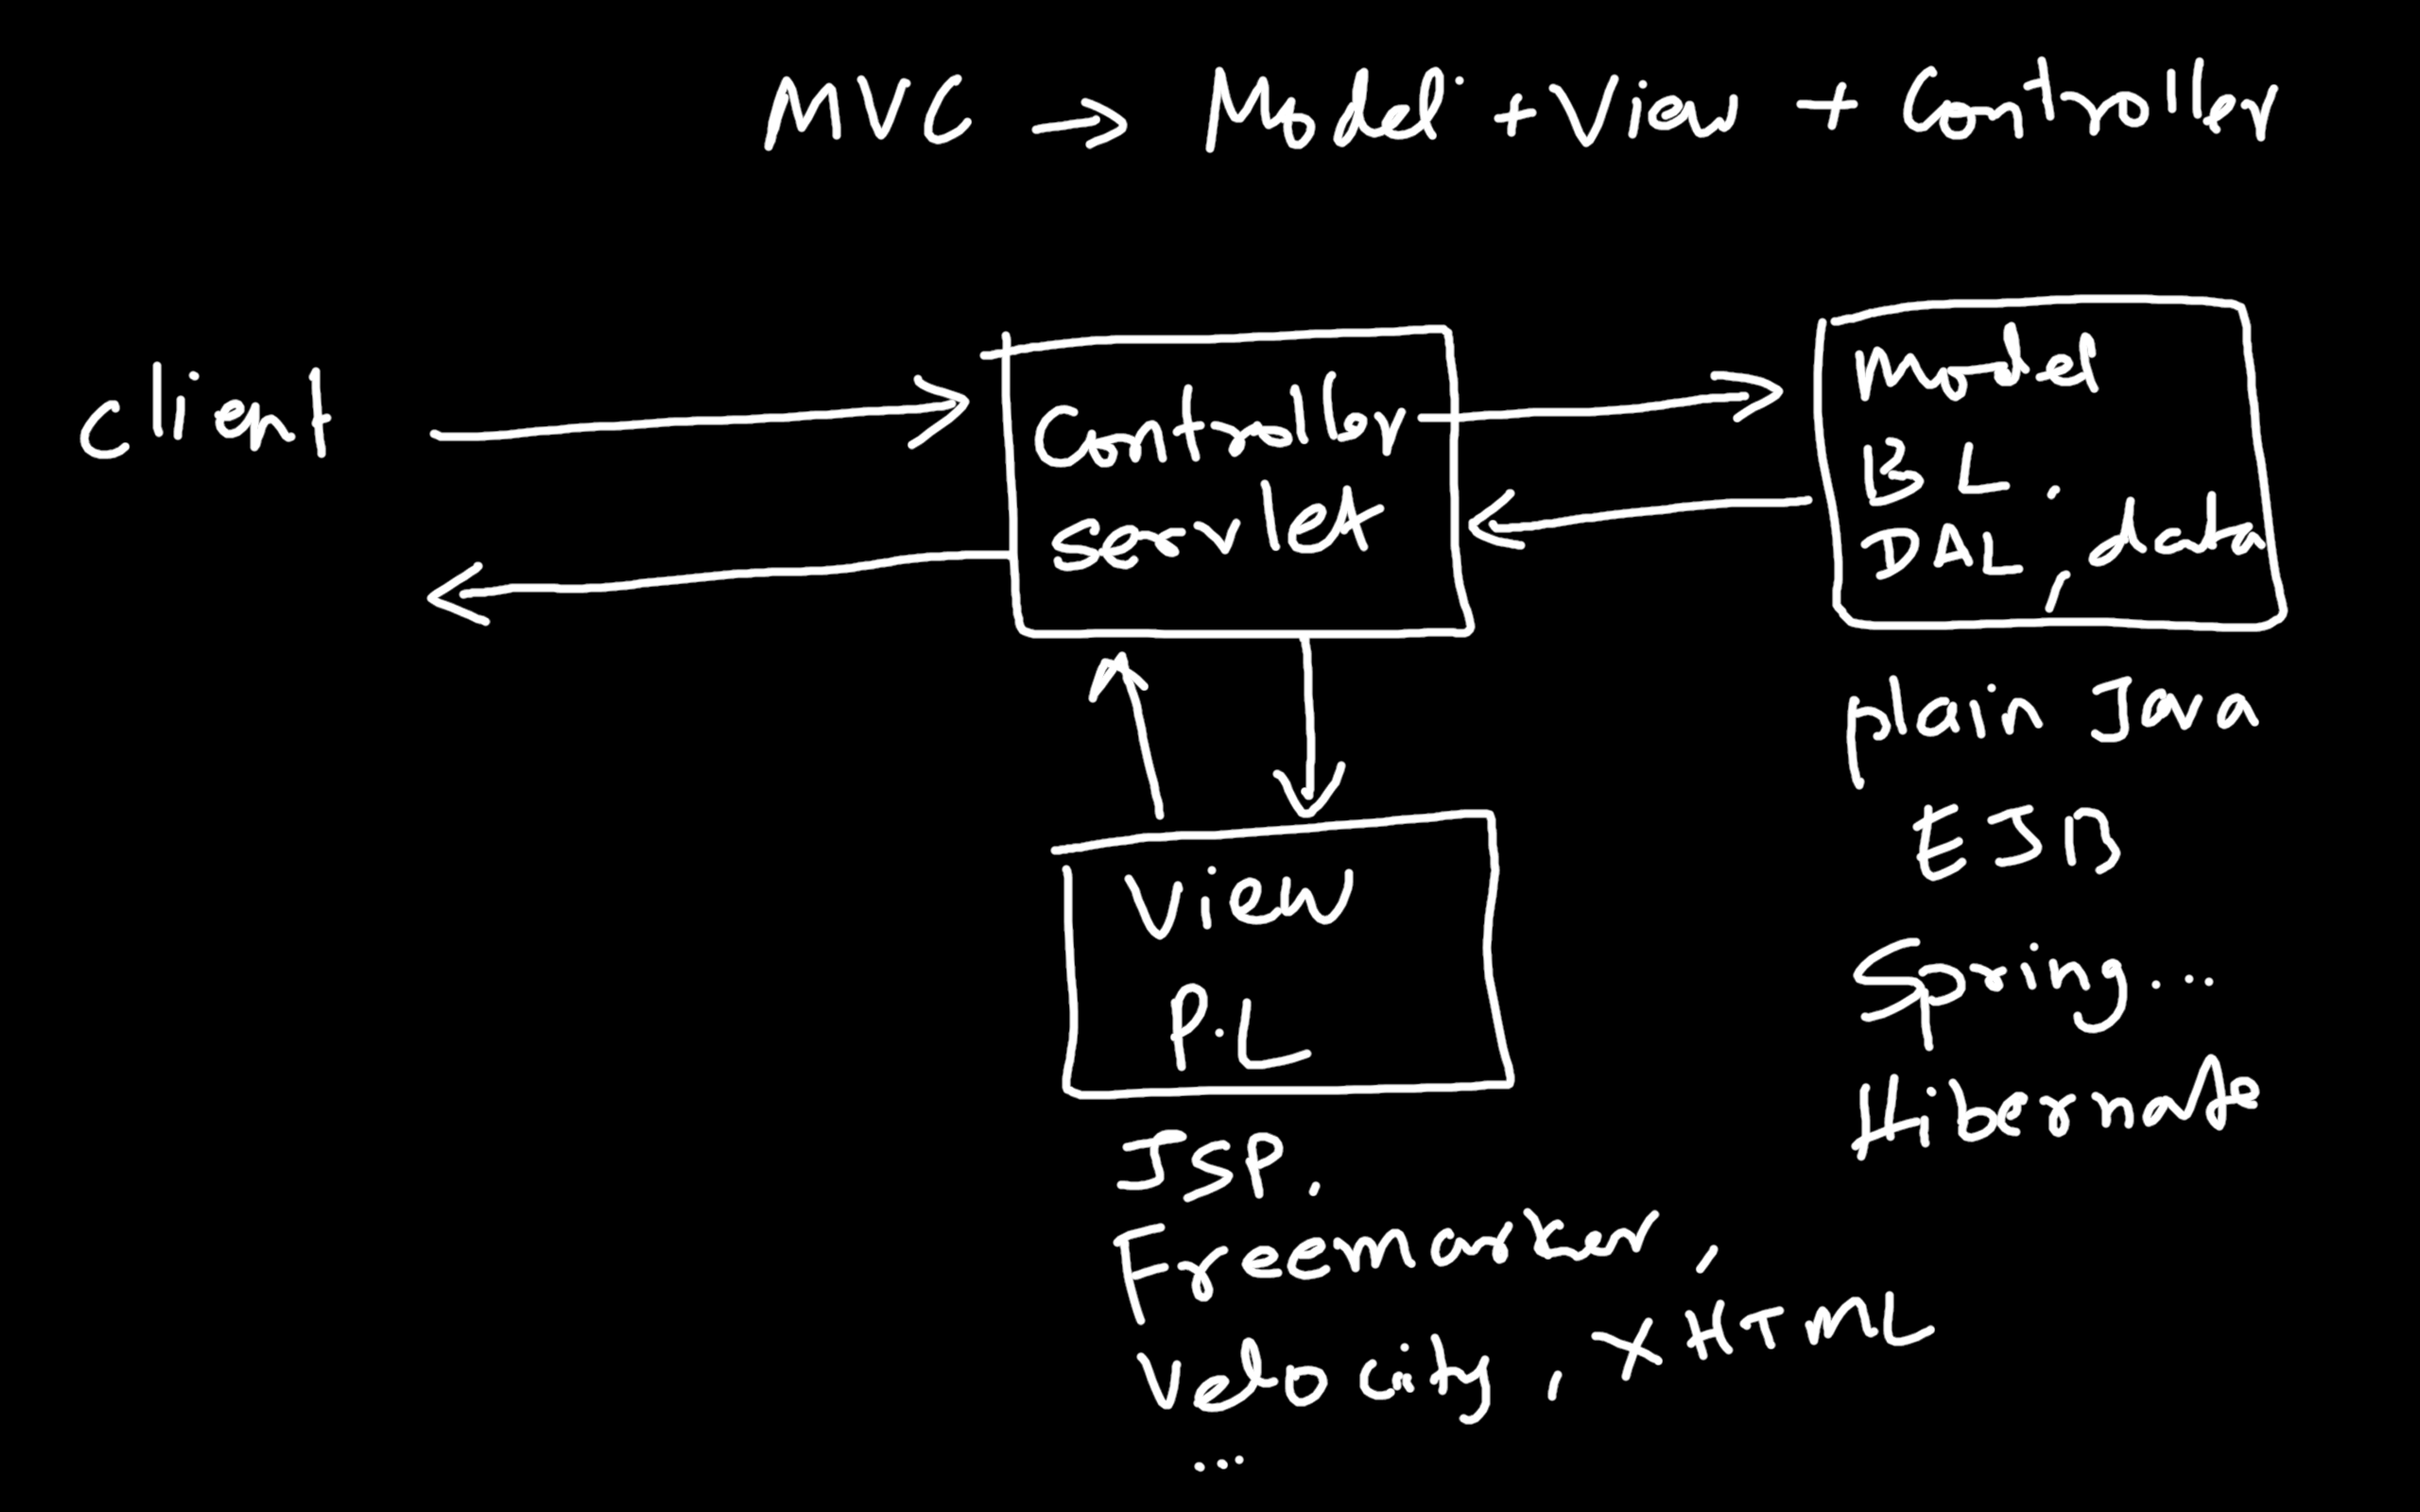 MVC → Model + View + Controller
client
Controller
servlet
Model
B L .
DAL, data
plain Java
EJB
Spring...
Hibernate
View
P.L
JSP,
Freemarker,
Velocity, XHTML
...